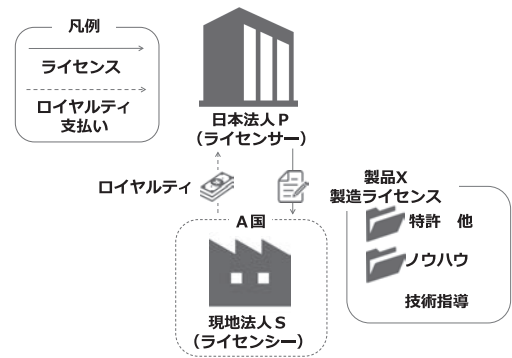 凡例
ライセンス
ロイヤルティ
支払い
日本法人P
(ライセンサー)
ロイヤルティ
製品X
製造ライセンス
特許　他
ノウハウ
技術指導
A国
現地法人S
(ライセンシー)